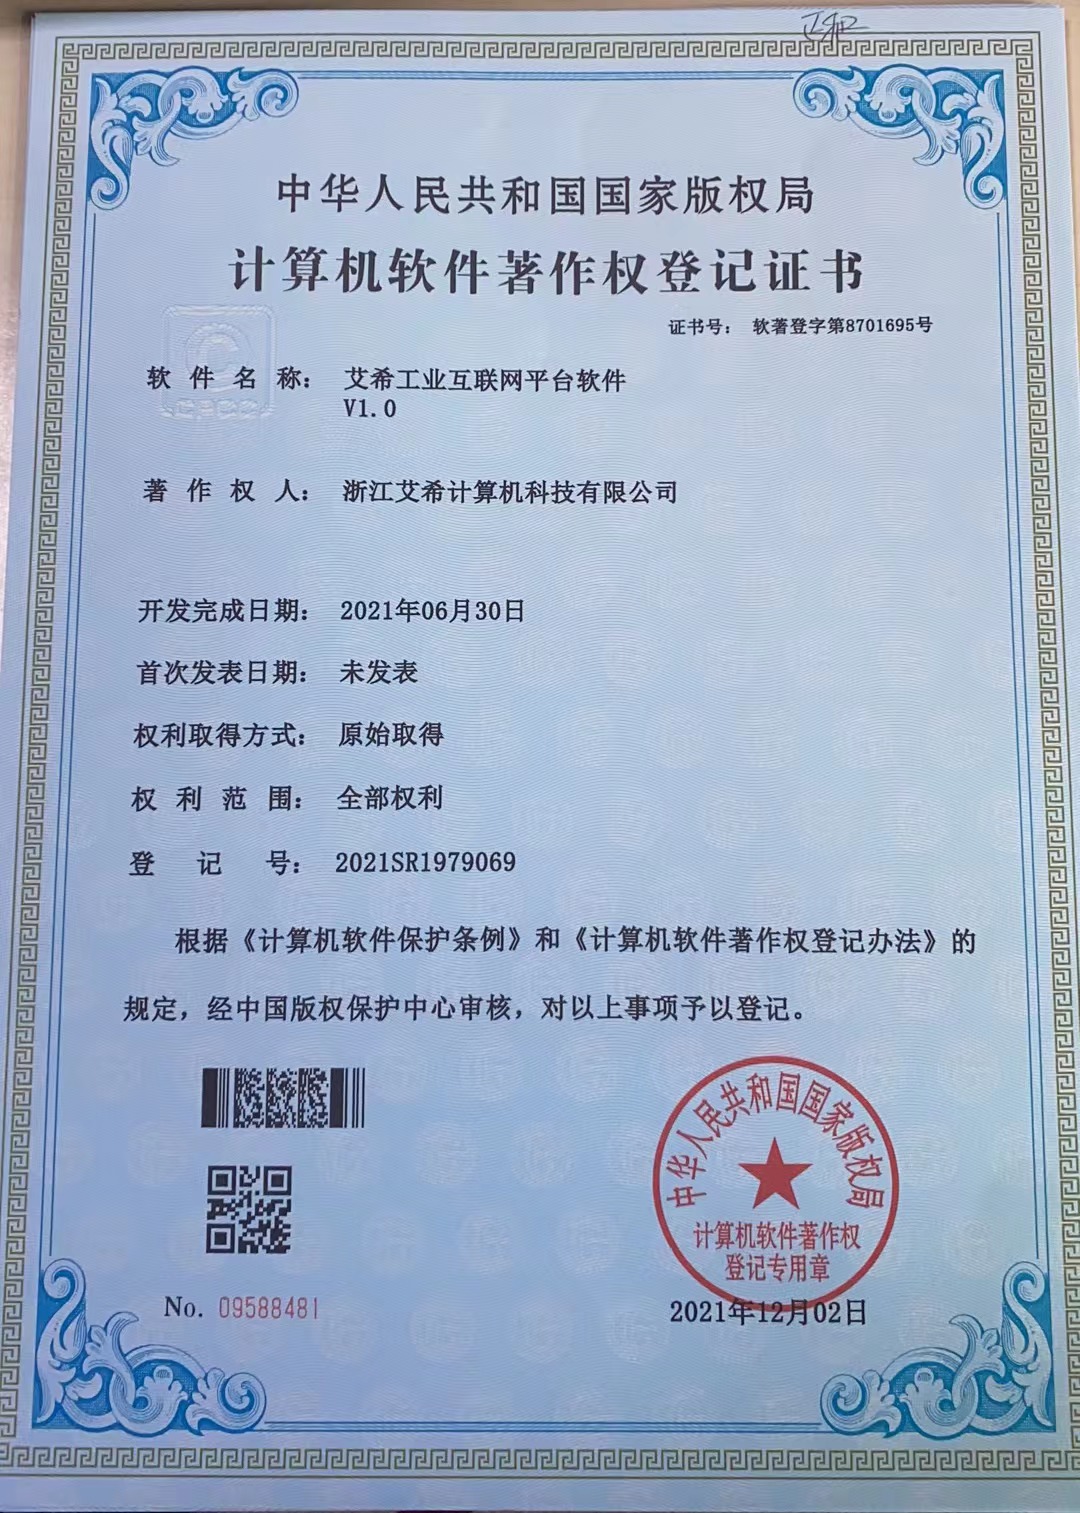 中华人民共和国国家版权局
计算机软件著作权登记证书
证书号： 软著登字第8701695号
软件名称： 艾希工业互联网平台软件
V1.0
著作权人： 浙江艾希计算机科技有限公司
开发完成日期： 2021年06月30日
首次发表日期： 未发表
权利取得方式： 原始取得
权利范围： 全部权利
登记号： 2021SR1979069
根据《计算机软件保护条例》和《计算机软件著作权登记办法》的
规定，经中国版权保护中心审核，对以上事项予以登记。
中华人民共和国国家版权局
计算机软件著作权
登记专用章
No. 09588481
2021年12月02日